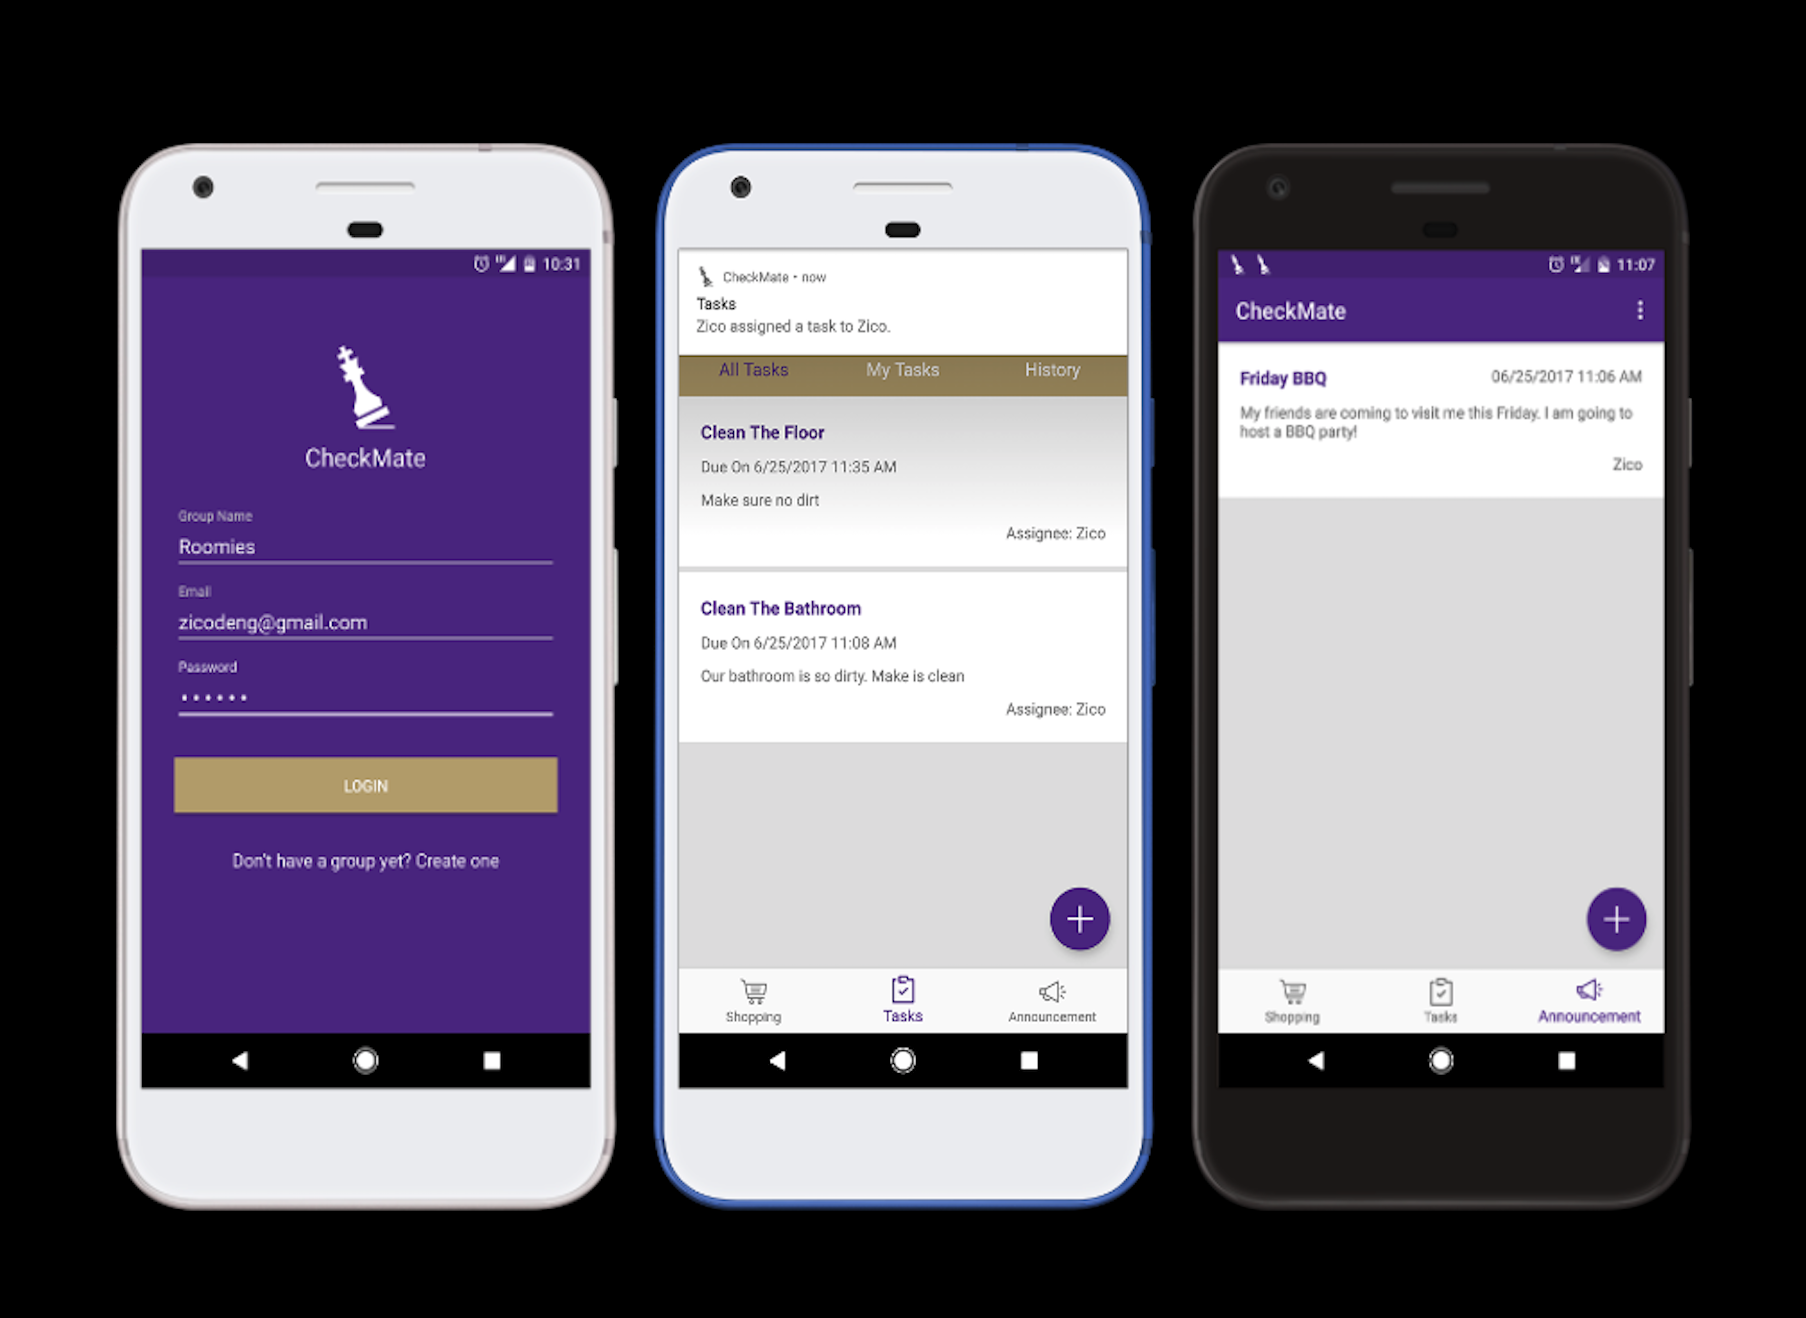 10:31
CheckMate
Group Name
Roomies
Email
zicodeng@gmail.com
Password
LOGIN
Don't have a group yet? Create one
CheckMate • now
Tasks
Zico assigned a task to Zico.
All Tasks My Tasks History
Clean The Floor
Due On 6/25/2017 11:35 AM
Make sure no dirt
Assignee: Zico
Clean The Bathroom
Due On 6/25/2017 11:08 AM
Our bathroom is so dirty. Make is clean
Assignee: Zico
Shopping Tasks Announcement
11:07
CheckMate
Friday BBQ 06/25/2017 11:06 AM
My friends are coming to visit me this Friday. I am going to
host a BBQ party!
Zico
Shopping Tasks Announcement